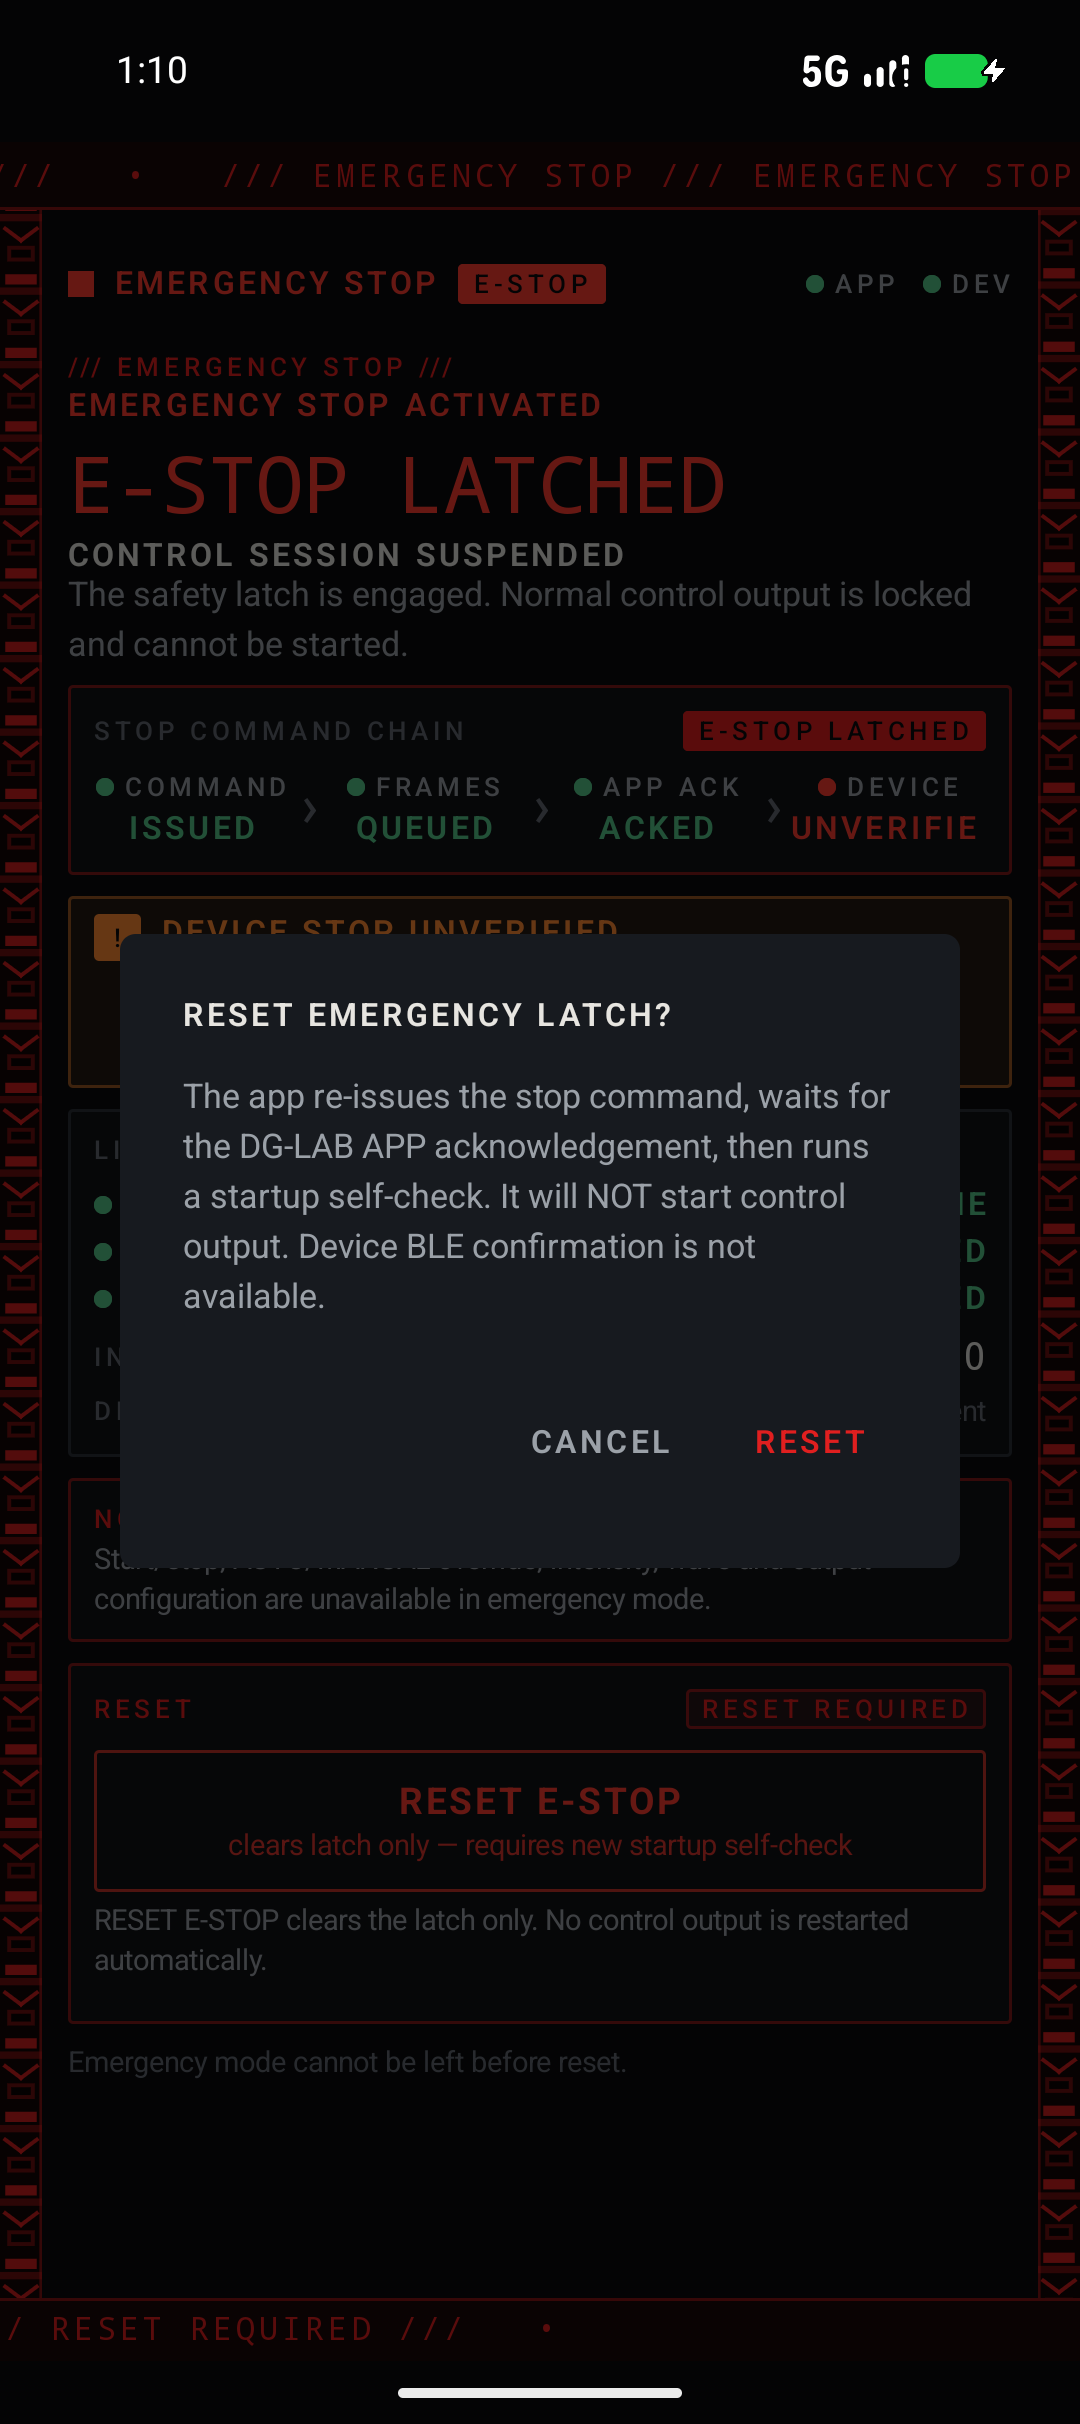 1:10
5G
/// • /// EMERGENCY STOP /// EMERGENCY STOP
EMERGENCY STOP
E-STOP
APP
DEV
/// EMERGENCY STOP ///
EMERGENCY STOP ACTIVATED
E-STOP LATCHED
CONTROL SESSION SUSPENDED
The safety latch is engaged. Normal control output is locked
and cannot be started.
STOP COMMAND CHAIN
E-STOP LATCHED
COMMAND
ISSUED
FRAMES
QUEUED
APP ACK
ACKED
DEVICE
UNVERIFIE
! DEVICE STOP UNVERIFIED
RESET EMERGENCY LATCH?
The app re-issues the stop command, waits for
the DG-LAB APP acknowledgement, then runs
a startup self-check. It will NOT start control
output. Device BLE confirmation is not
available.
0
CANCEL
RESET
configuration are unavailable in emergency mode.
RESET
RESET REQUIRED
RESET E-STOP
clears latch only — requires new startup self-check
RESET E-STOP clears the latch only. No control output is restarted
automatically.
Emergency mode cannot be left before reset.
/ RESET REQUIRED /// •